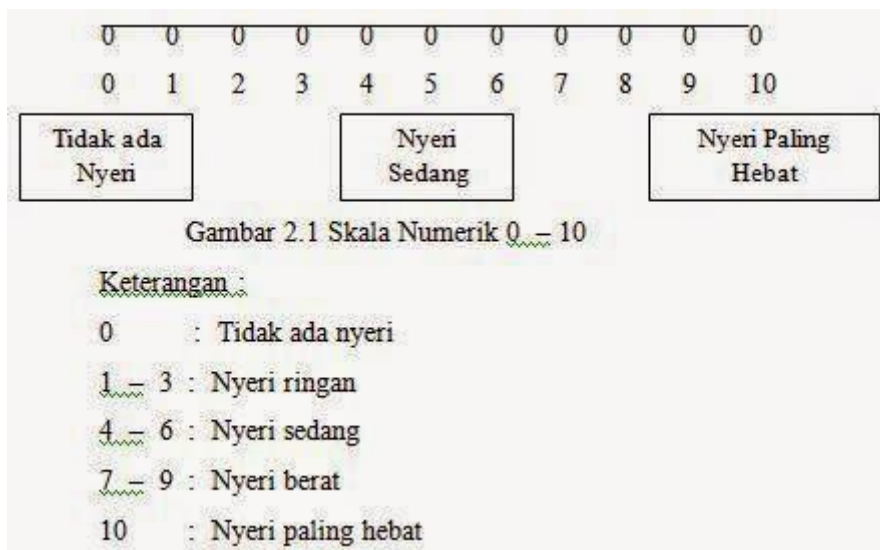 0 0 0 0 0 0 0 0 0 0 0
0 1 2 3 4 5 6 7 8 9 10
Tidak ada Nyeri Nyeri Paling
Nyeri Sedang Hebat
Gambar 2.1 Skala Numerik 0 – 10
Keterangan :
0 : Tidak ada nyeri
1 – 3 : Nyeri ringan
4 – 6 : Nyeri sedang
7 – 9 : Nyeri berat
10 : Nyeri paling hebat